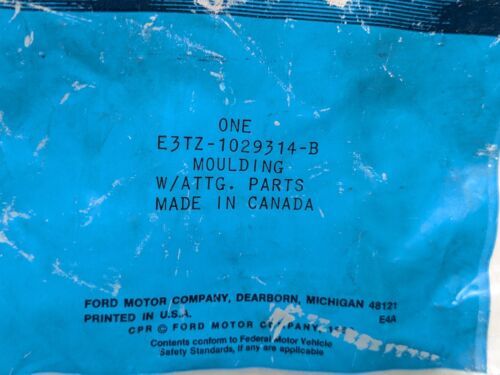 ONE
E3TZ-1029314-B
MOULDING
W/ATTG. PARTS
MADE IN CANADA
FORD MOTOR COMPANY, DEARBORN, MICHIGAN 48121
PRINTED IN U.S.A. E4A
CPR © FORD MOTOR COMPANY,
Contents conform to Federal Motor Vehicle
Safety Standards, if any are applicable